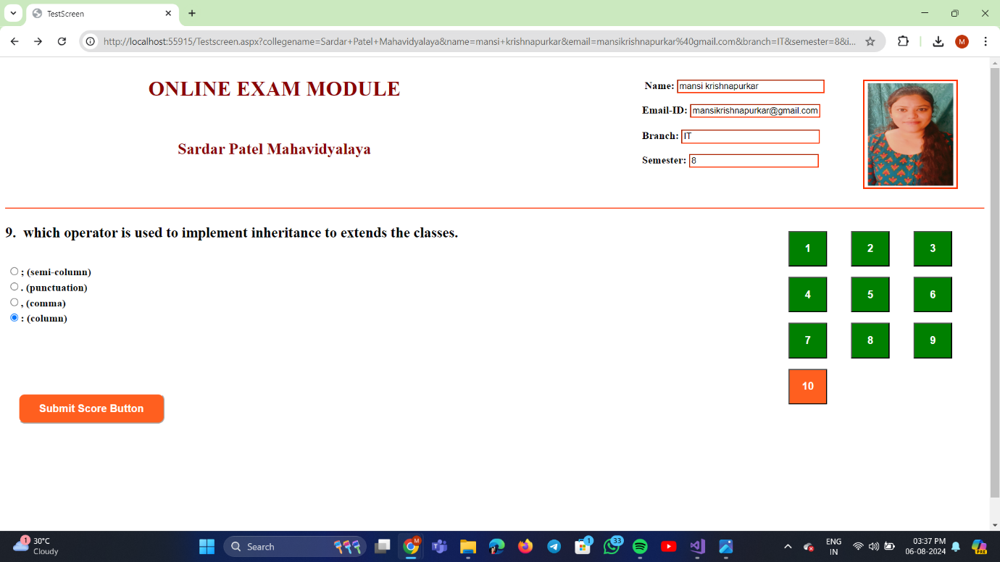 TestScreen
http://localhost:55915/Testscreen.aspx?collegename=Sardar+Patel+Mahavidyalaya&name=mansi+krishnapurkar&email=mansikrishnapurkar%40gmail.com&branch=IT&semester=8&i...
M
ONLINE EXAM MODULE
Sardar Patel Mahavidyalaya
Name: mansi krishnapurkar
Email-ID: mansikrishnapurkar@gmail.com
Branch: IT
Semester: 8
9. which operator is used to implement inheritance to extends the classes.
; (semi-column)
. (punctuation)
, (comma)
: (column)
1 2 3
4 5 6
7 8 9
10
Submit Score Button
1 30°C
Cloudy
Search
M
1
33
ENG
IN
03:37 PM
06-08-2024
PRE